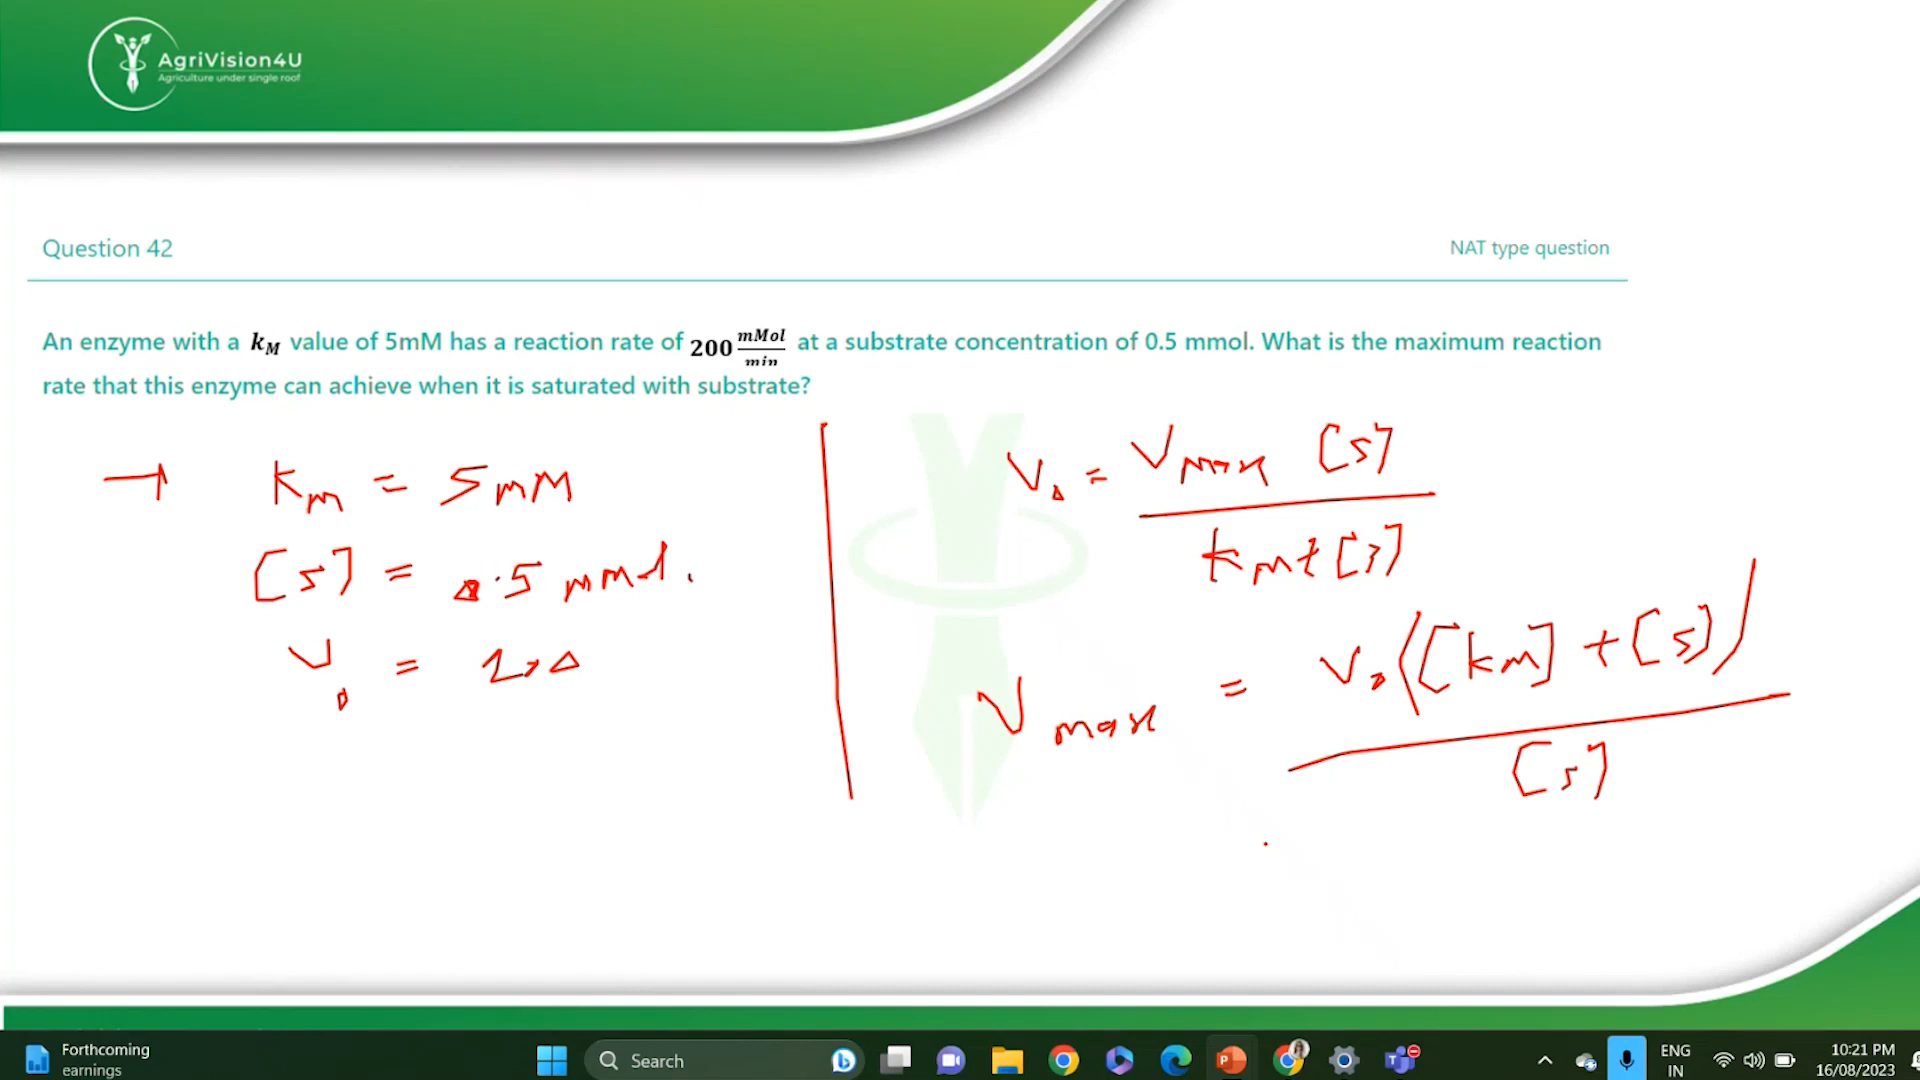 AgriVision4U
Agriculture under single roof
Question 42
NAT type question
An enzyme with a k_M value of 5mM has a reaction rate of 200 mMol/min at a substrate concentration of 0.5 mmol. What is the maximum reaction
rate that this enzyme can achieve when it is saturated with substrate?
Km = 5mM
[S] = 0.5 mmol.
V0 = 200
V0 = Vmax [S] / Km + [S]
Vmax = V0([Km] + [S]) / [S]
Forthcoming
earnings
Search
ENG
IN
10:21 PM
16/08/2023